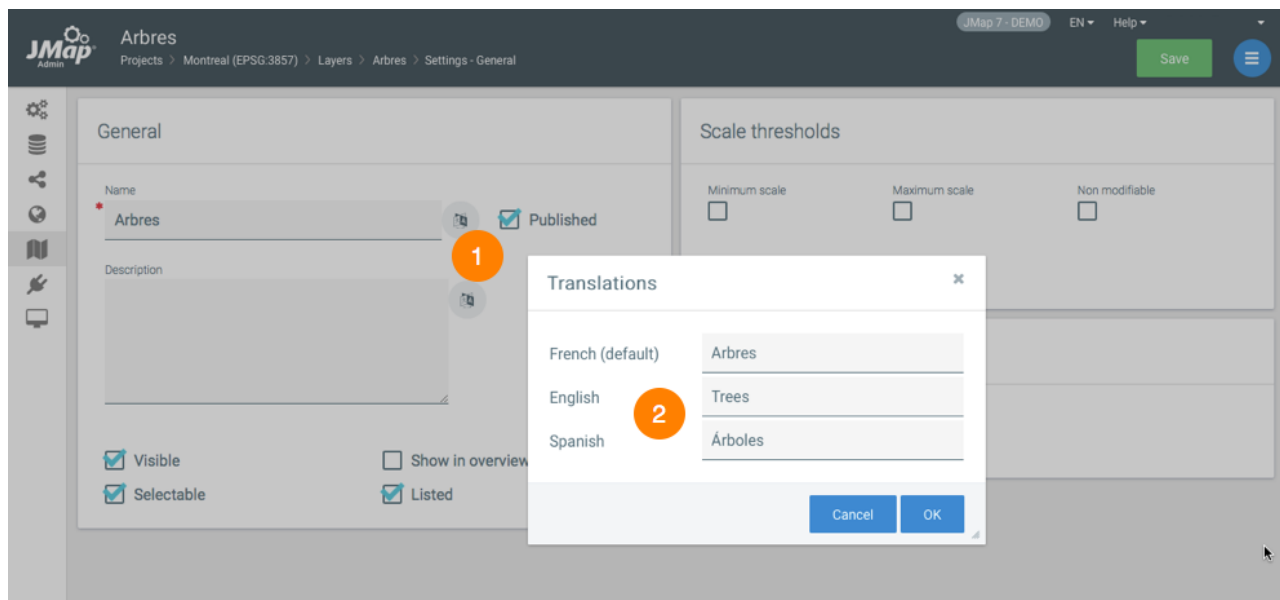 JMap 7 - DEMO
EN
Help
JMap
Admin
Arbres
Projects > Montreal (EPSG:3857) > Layers > Arbres > Settings - General
Save
General
Name
* Arbres
Published
1
Description
Visible
Show in overview
Selectable
Listed
Scale thresholds
Minimum scale
Maximum scale
Non modifiable
Translations
French (default)
Arbres
English
2
Trees
Spanish
Árboles
Cancel
OK